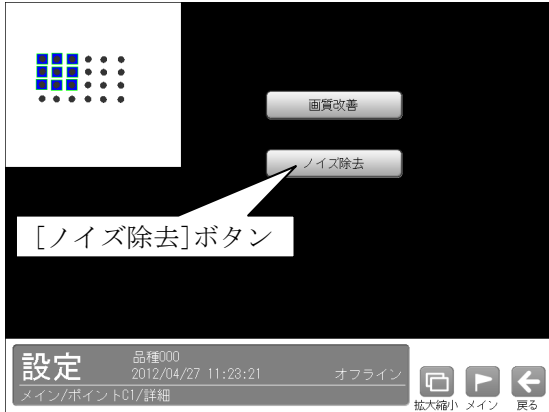 画質改善
ノイズ除去
[ノイズ除去]ボタン
設定
品種000
2012/04/27 11:23:21
オフライン
メイン/ポイントC1/詳細
拡大縮小
メイン
戻る